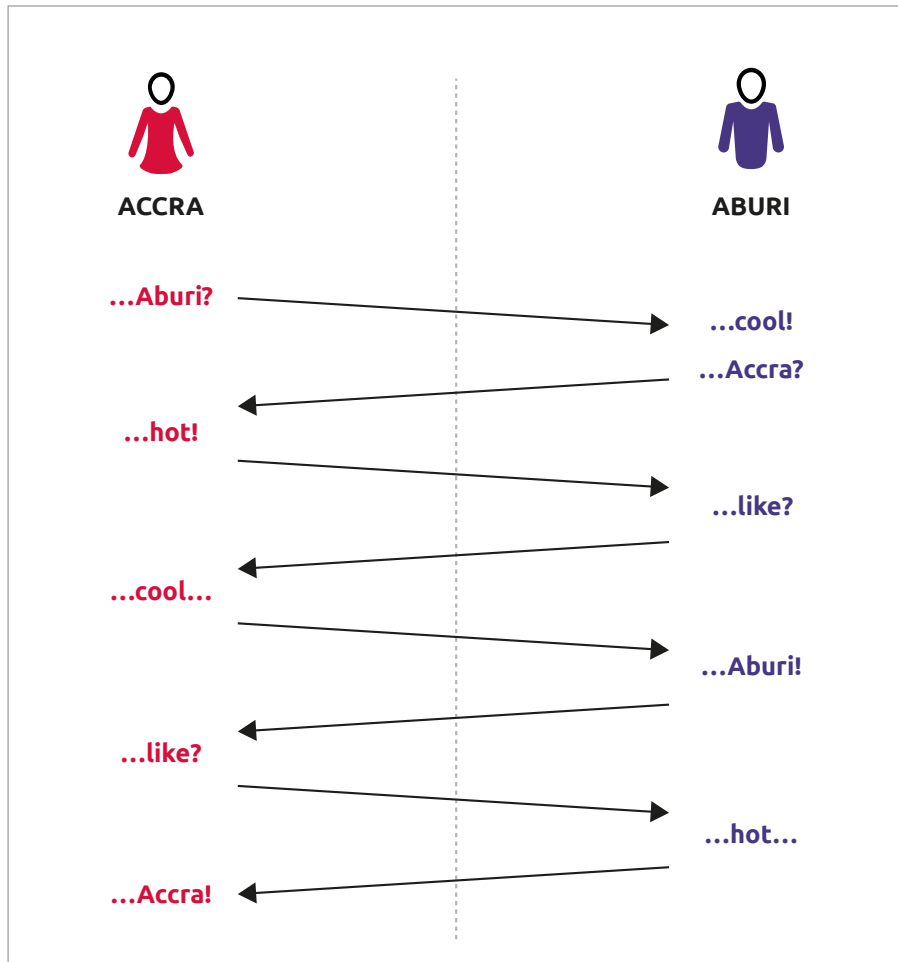 ACCRA
ABURI
…Aburi?
…cool!
…Accra?
…hot!
…like?
…cool…
…Aburi!
…like?
…hot…
…Accra!